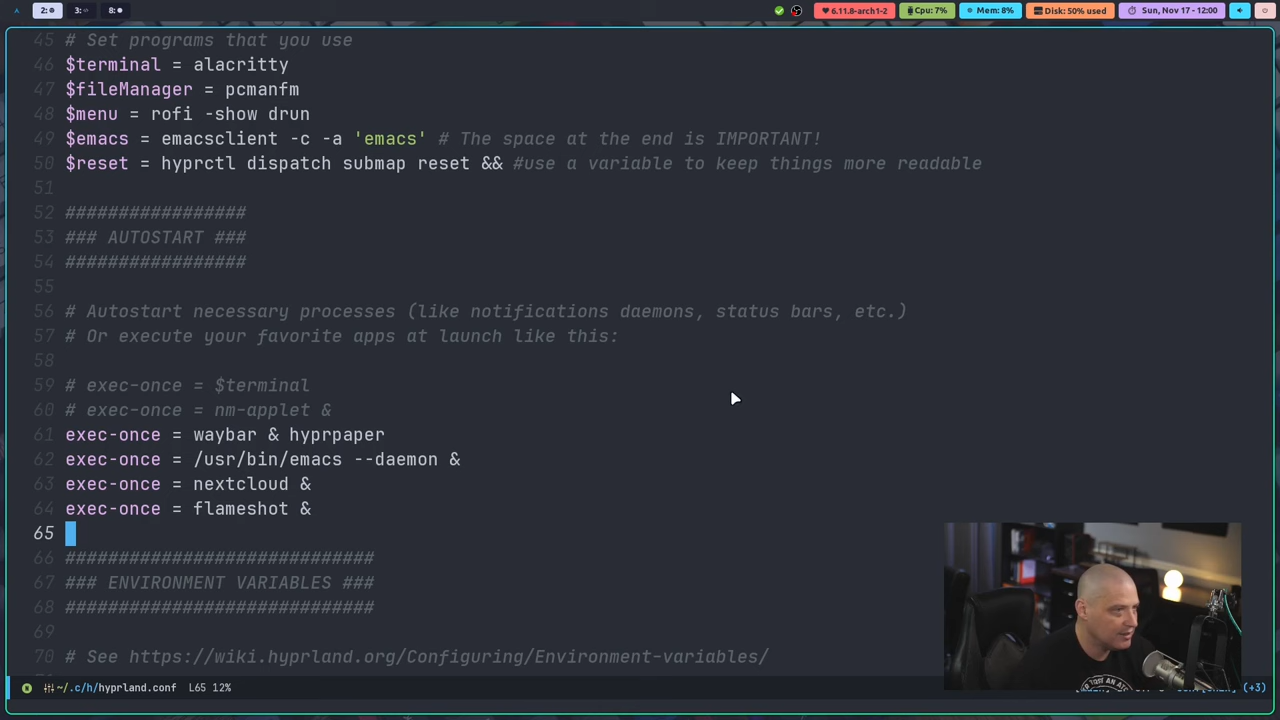 2:
3:
8:
6.11.8-arch1-2
Cpu: 7%
Mem: 8%
Disk: 50% used
Sun, Nov 17 - 12:00
45 # Set programs that you use
46 $terminal = alacritty
47 $fileManager = pcmanfm
48 $menu = rofi -show drun
49 $emacs = emacsclient -c -a 'emacs' # The space at the end is IMPORTANT!
50 $reset = hyprctl dispatch submap reset && #use a variable to keep things more readable
51
52 #################
53 ### AUTOSTART ###
54 #################
55
56 # Autostart necessary processes (like notifications daemons, status bars, etc.)
57 # Or execute your favorite apps at launch like this:
58
59 # exec-once = $terminal
60 # exec-once = nm-applet &
61 exec-once = waybar & hyprpaper
62 exec-once = /usr/bin/emacs --daemon &
63 exec-once = nextcloud &
64 exec-once = flameshot &
65
66 #############################
67 ### ENVIRONMENT VARIABLES ###
68 #############################
69
70 # See https://wiki.hyprland.org/Configuring/Environment-variables/
~/.c/h/hyprland.conf L65 12%
(+3)